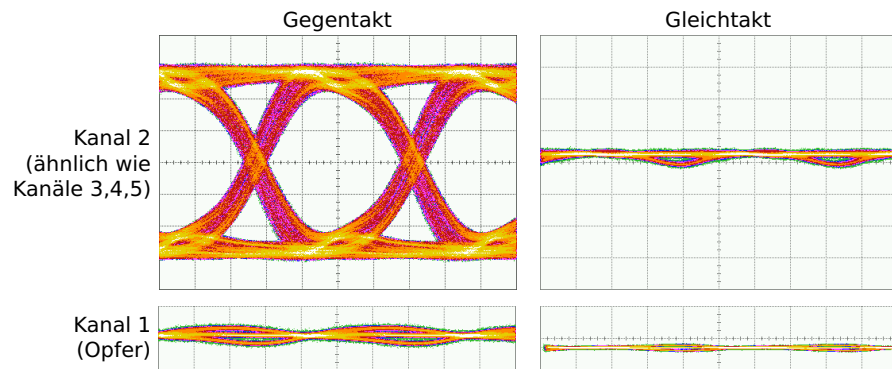 Gegentakt
Gleichtakt
Kanal 2
(ähnlich wie
Kanäle 3,4,5)
Kanal 1
(Opfer)